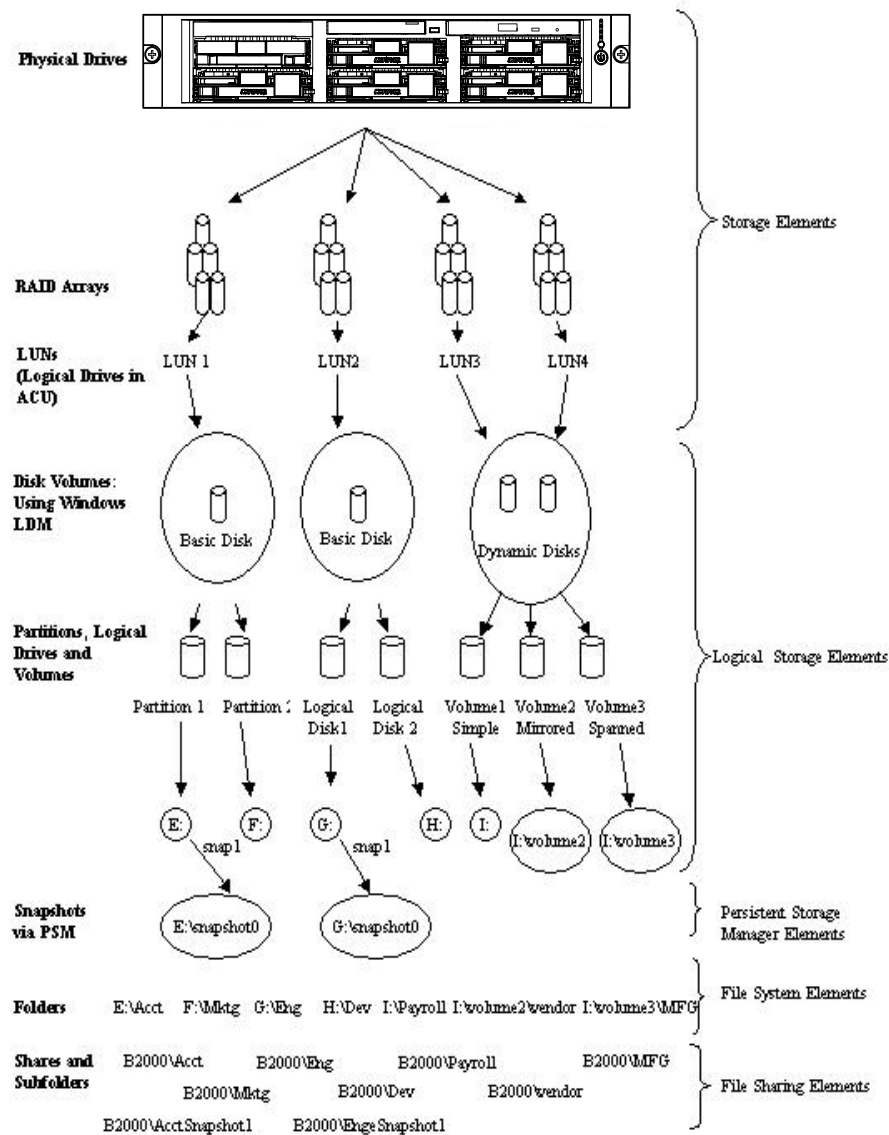 Physical Drives
Storage Elements
RAID Arrays
LUNs
(Logical Drives in
ACU)
LUN 1
LUN2
LUN3
LUN4
Disk Volumes:
Using Windows
LDM
Basic Disk
Basic Disk
Dynamic Disks
Partitions, Logical
Drives and
Volumes
Logical Storage Elements
Partition 1
Partition 2
Logical
Disk1
Logical
Disk 2
Volume1
Simple
Volume2
Mirrored
Volume3
Spanned
E:
F:
G:
H:
I:
I:\volume2
I:\volume3
snap1
snap1
Snapshots
via PSM
E:\snapshot0
G:\snapshot0
Persistent Storage
Manager Elements
Folders
E:\Acct
F:\Mktg
G:\Eng
H:\Dev
I:\Payroll
I:\volume2\vendor
I:\volume3\MFG
File System Elements
Shares and
Subfolders
B2000\Acct
B2000\Eng
B2000\Payroll
B2000\MFG
B2000\Mktg
B2000\Dev
B2000\vendor
File Sharing Elements
B2000\AcctSnapshot1
B2000\EngeSnapshot1